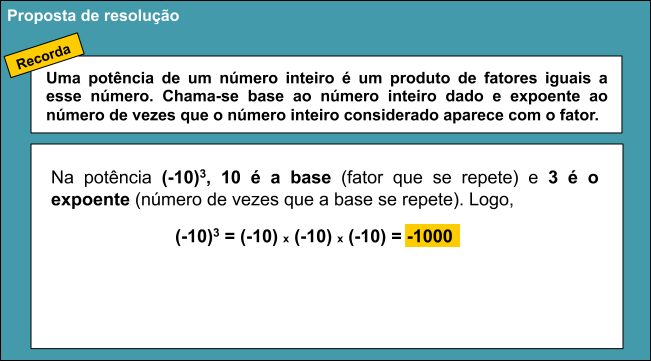 Proposta de resolução
Recorda
Uma potência de um número inteiro é um produto de fatores iguais a
esse número. Chama-se base ao número inteiro dado e expoente ao
número de vezes que o número inteiro considerado aparece com o fator.
Na potência (-10)³, 10 é a base (fator que se repete) e 3 é o
expoente (número de vezes que a base se repete). Logo,
(-10)³ = (-10) x (-10) x (-10) = -1000